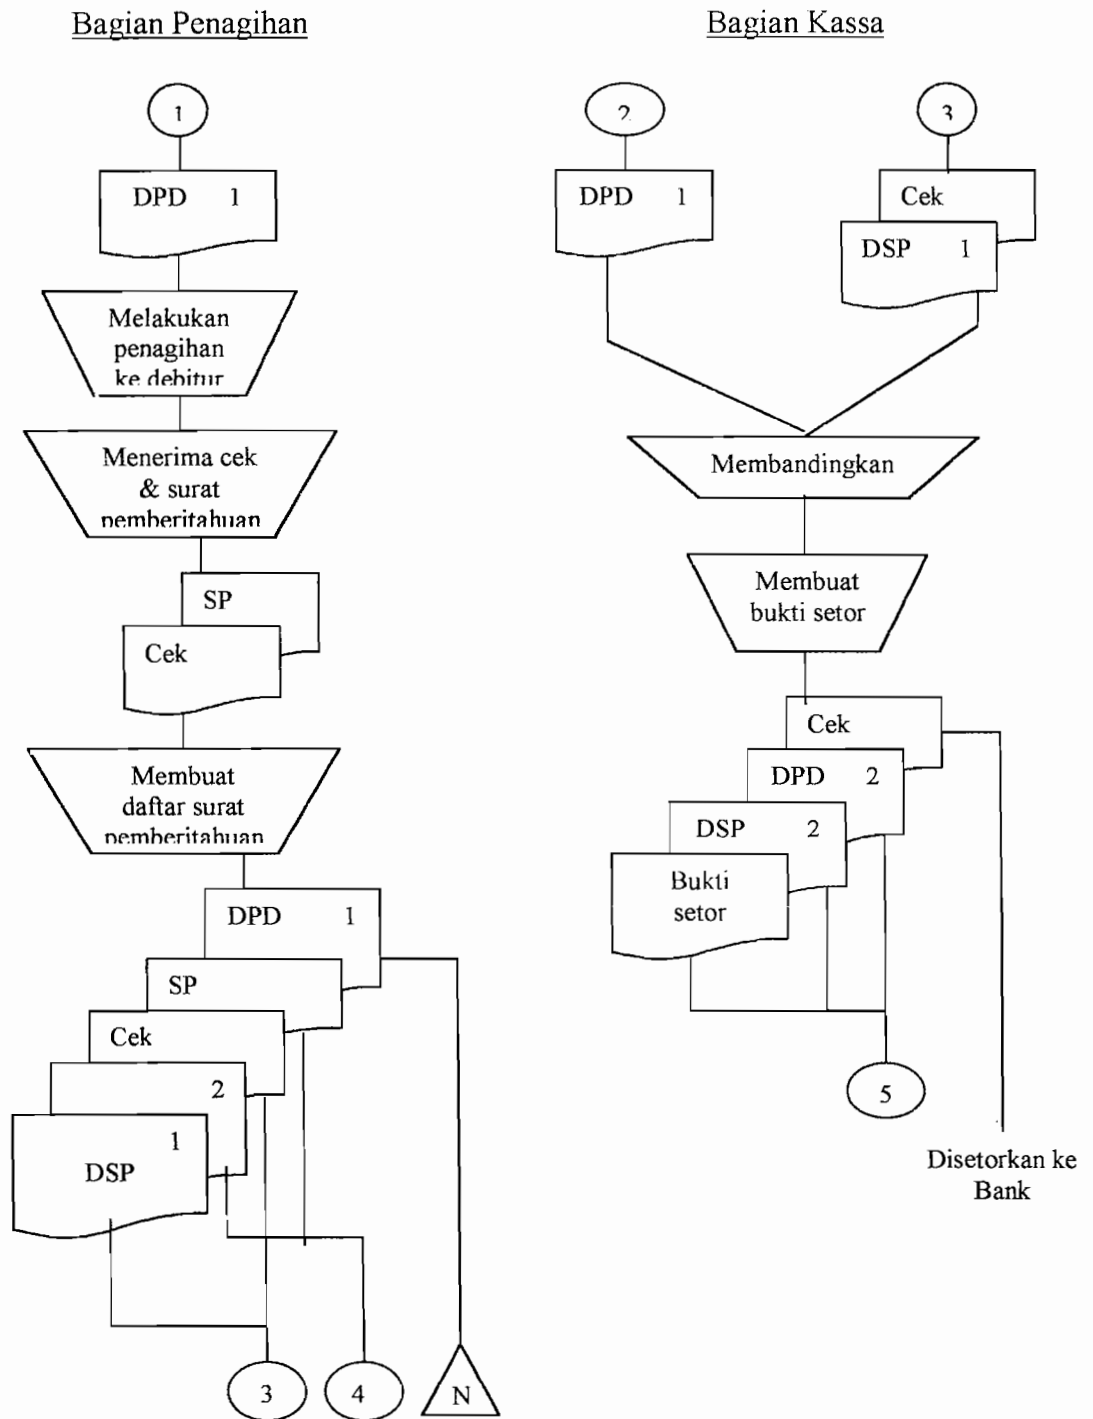 Bagian Penagihan
1
DPD 1
Melakukan
penagihan
ke debitur
Menerima cek
& surat
pemberitahuan
SP
Cek
Membuat
daftar surat
pemberitahuan
DPD 1
SP
Cek
2
1
DSP
3
4
N
Bagian Kassa
2
3
DPD 1
Cek
DSP 1
Membandingkan
Membuat
bukti setor
Cek
DPD 2
DSP 2
Bukti
setor
5
Disetorkan ke
Bank